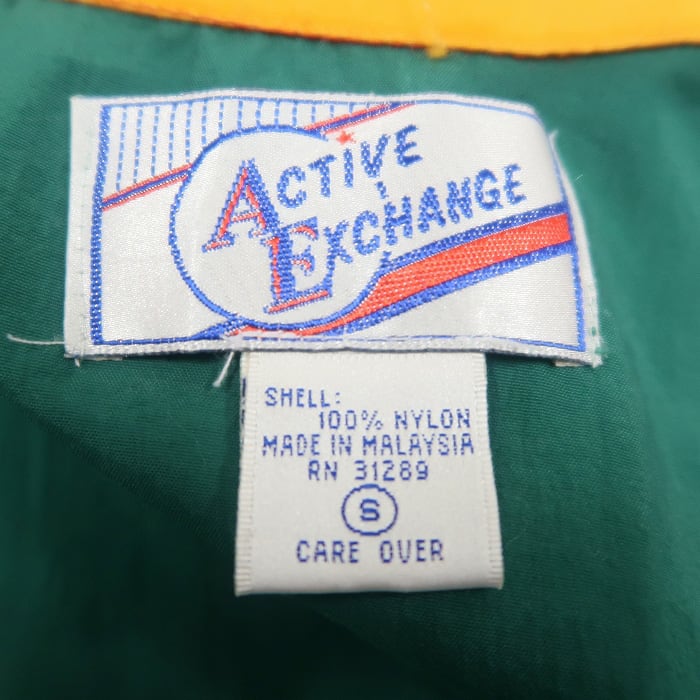 ACTIVE
EXCHANGE
SHELL:
100% NYLON
MADE IN MALAYSIA
RN 31289
S
CARE OVER